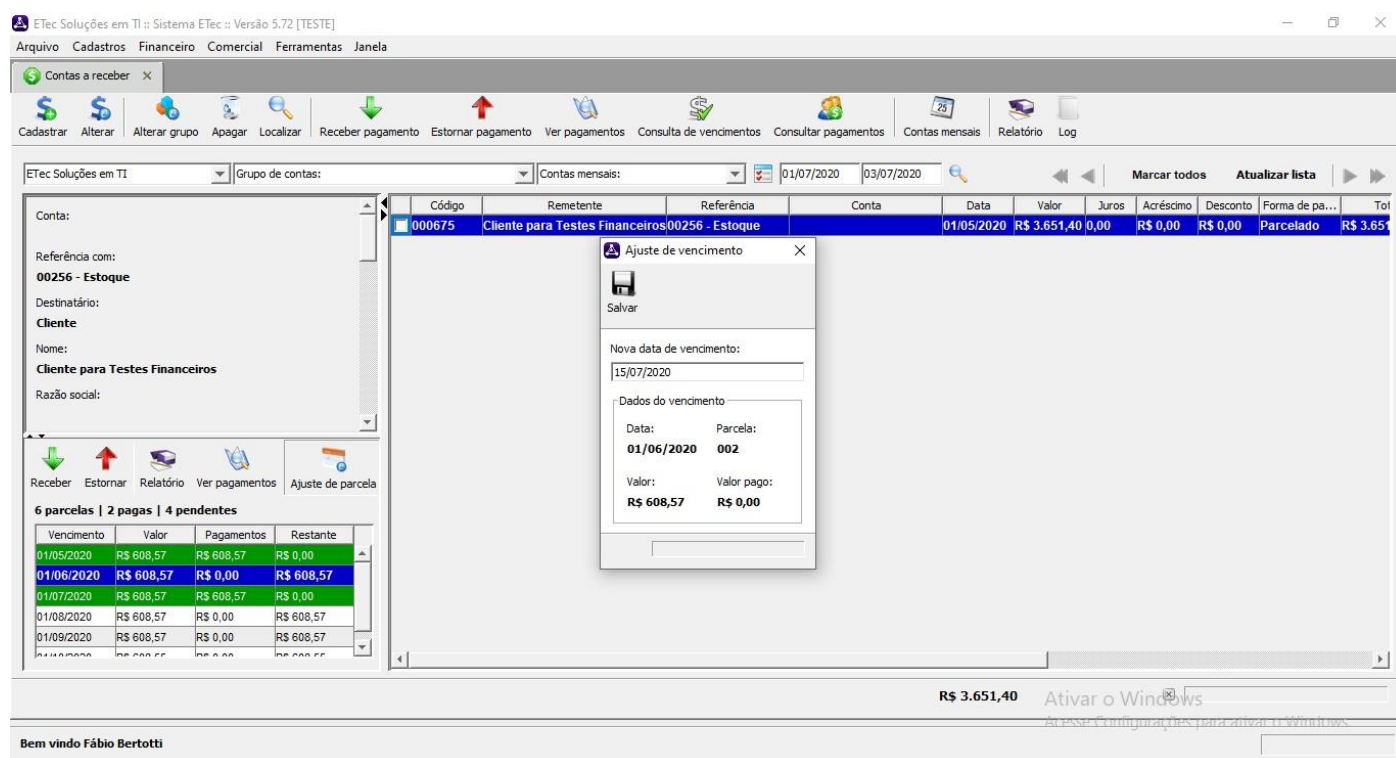 ETec Soluções em TI :: Sistema ETec :: Versão 5.72 [TESTE]
Arquivo Cadastros Financeiro Comercial Ferramentas Janela
Contas a receber
Cadastrar Alterar Alterar grupo Apagar Localizar Receber pagamento Estornar pagamento Ver pagamentos Consulta de vencimentos Consultar pagamentos Contas mensais Relatório Log
25
ETec Soluções em TI Grupo de contas: Contas mensais: 01/07/2020 03/07/2020 Marcar todos Atualizar lista
Código Remetente Referência Conta Data Valor Juros Acréscimo Desconto Forma de pa... Tot
000675 Cliente para Testes Financeiros 00256 - Estoque 01/05/2020 R$ 3.651,40 0,00 R$ 0,00 R$ 0,00 Parcelado R$ 3.651
Conta:
Referência com:
00256 - Estoque
Destinatário:
Cliente
Nome:
Cliente para Testes Financeiros
Razão social:
Receber Estornar Relatório Ver pagamentos Ajuste de parcela
6 parcelas | 2 pagas | 4 pendentes
Vencimento Valor Pagamentos Restante
01/05/2020 R$ 608,57 R$ 608,57 R$ 0,00
01/06/2020 R$ 608,57 R$ 0,00 R$ 608,57
01/07/2020 R$ 608,57 R$ 608,57 R$ 0,00
01/08/2020 R$ 608,57 R$ 0,00 R$ 608,57
01/09/2020 R$ 608,57 R$ 0,00 R$ 608,57
Ajuste de vencimento
Salvar
Nova data de vencimento:
15/07/2020
Dados do vencimento
Data: Parcela:
01/06/2020 002
Valor: Valor pago:
R$ 608,57 R$ 0,00
R$ 3.651,40
Ativar o Windows
Acesse Configurações para ativar o Windows.
Bem vindo Fábio Bertotti